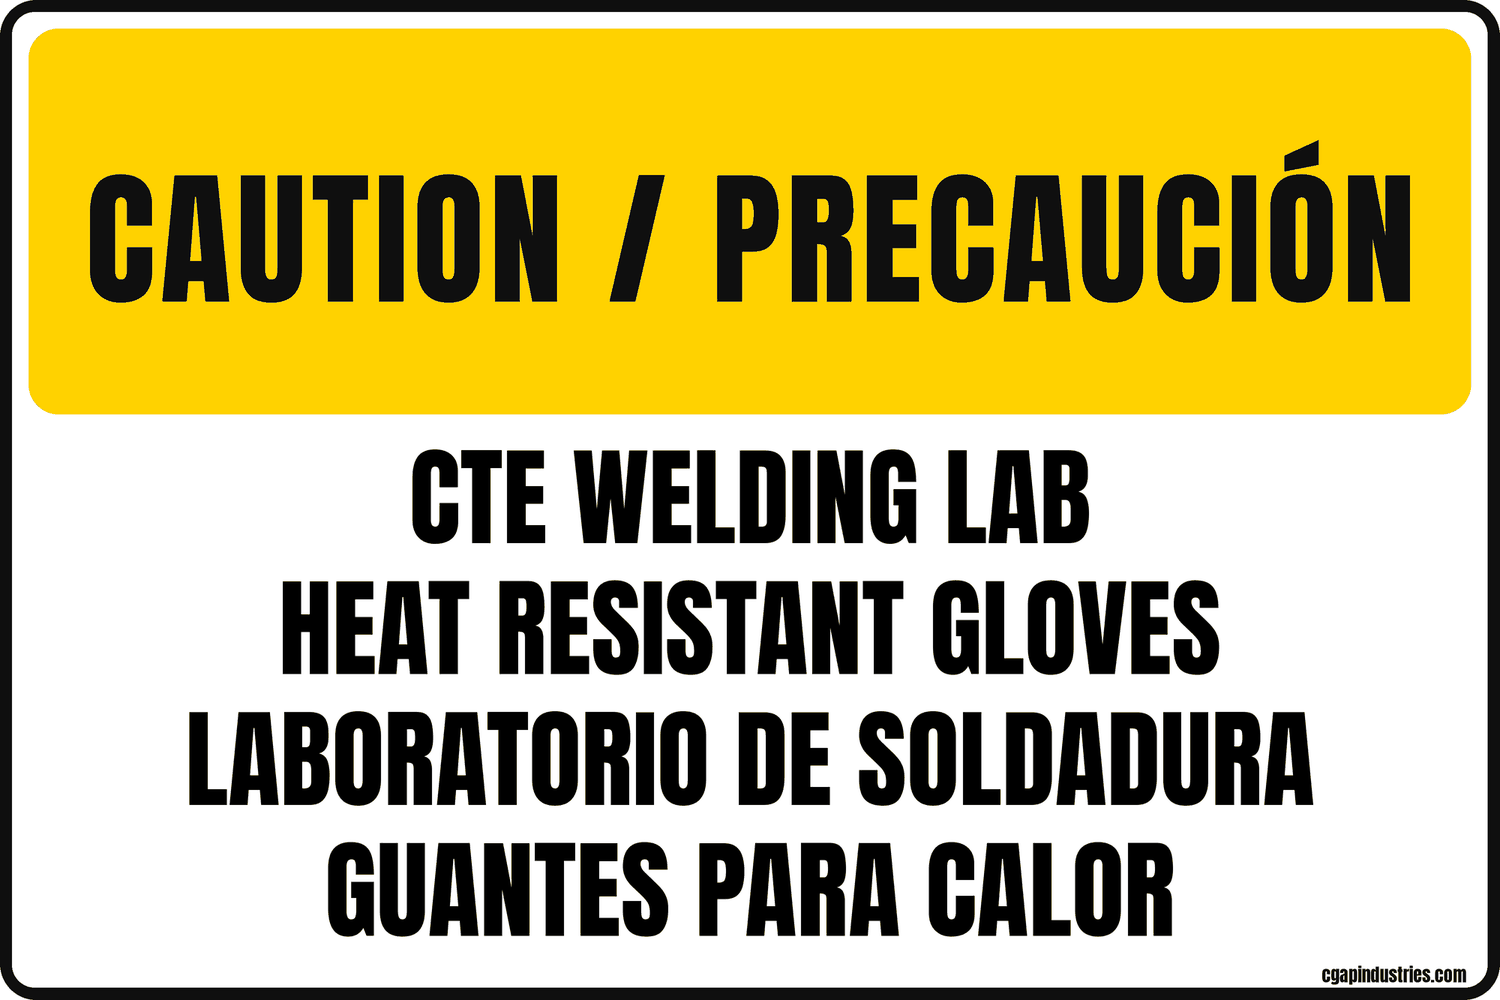 CAUTION / PRECAUCIÓN
CTE WELDING LAB
HEAT RESISTANT GLOVES
LABORATORIO DE SOLDADURA
GUANTES PARA CALOR
cgapindustries.com